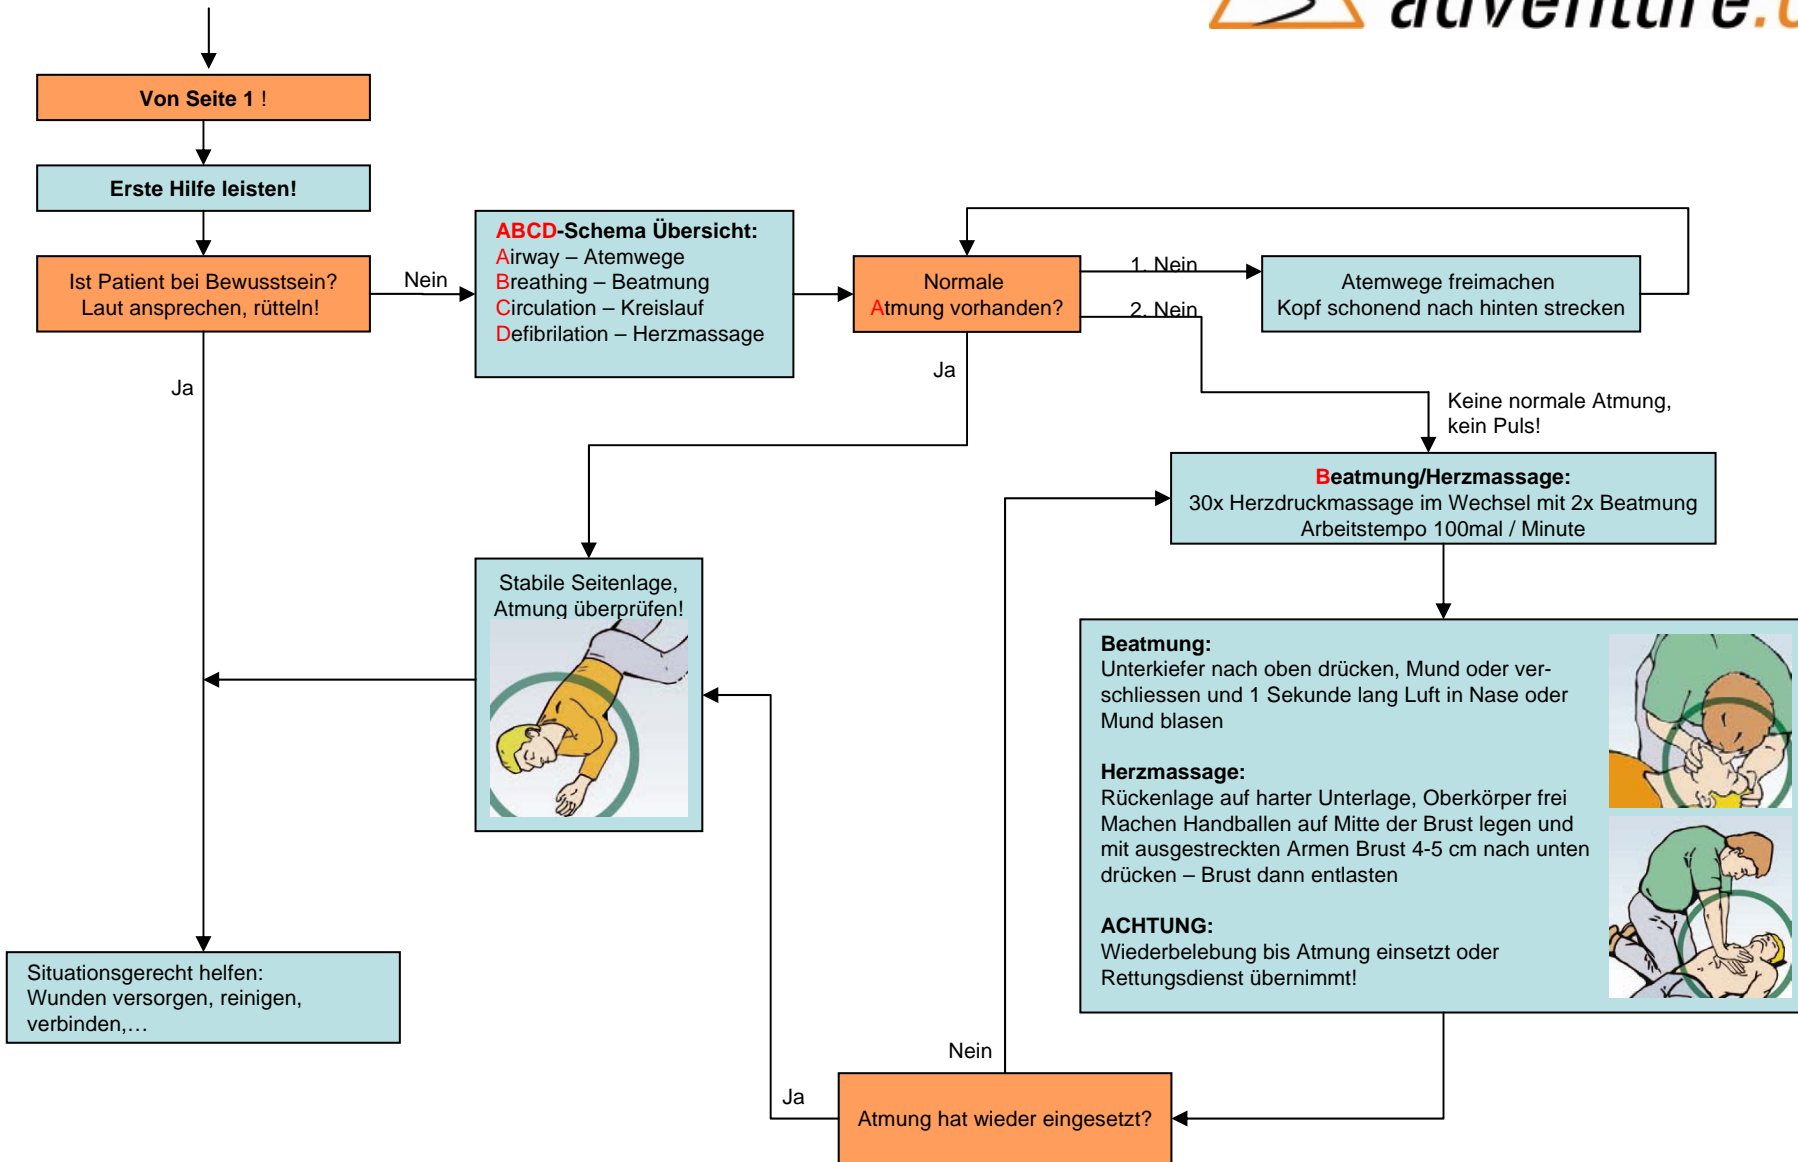 adventure.
Von Seite 1 !
Erste Hilfe leisten!
Ist Patient bei Bewusstsein?
Laut ansprechen, rütteln!
Nein
Ja
ABCD-Schema Übersicht:
Airway – Atemwege
Breathing – Beatmung
Circulation – Kreislauf
Defibrilation – Herzmassage
Normale
Atmung vorhanden?
1. Nein
2. Nein
Ja
Atemwege freimachen
Kopf schonend nach hinten strecken
Keine normale Atmung,
kein Puls!
Beatmung/Herzmassage:
30x Herzdruckmassage im Wechsel mit 2x Beatmung
Arbeitstempo 100mal / Minute
Stabile Seitenlage,
Atmung überprüfen!
Beatmung:
Unterkiefer nach oben drücken, Mund oder ver-
schliessen und 1 Sekunde lang Luft in Nase oder
Mund blasen
Herzmassage:
Rückenlage auf harter Unterlage, Oberkörper frei
Machen Handballen auf Mitte der Brust legen und
mit ausgestreckten Armen Brust 4-5 cm nach unten
drücken – Brust dann entlasten
ACHTUNG:
Wiederbelebung bis Atmung einsetzt oder
Rettungsdienst übernimmt!
Situationsgerecht helfen:
Wunden versorgen, reinigen,
verbinden,…
Nein
Ja
Atmung hat wieder eingesetzt?